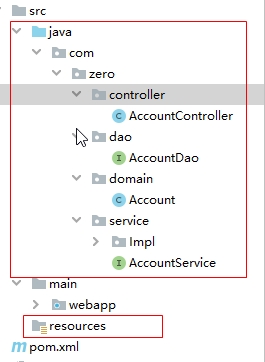 src
java
com
zero
controller
AccountController
dao
AccountDao
domain
Account
service
Impl
AccountService
main
webapp
resources
pom.xml